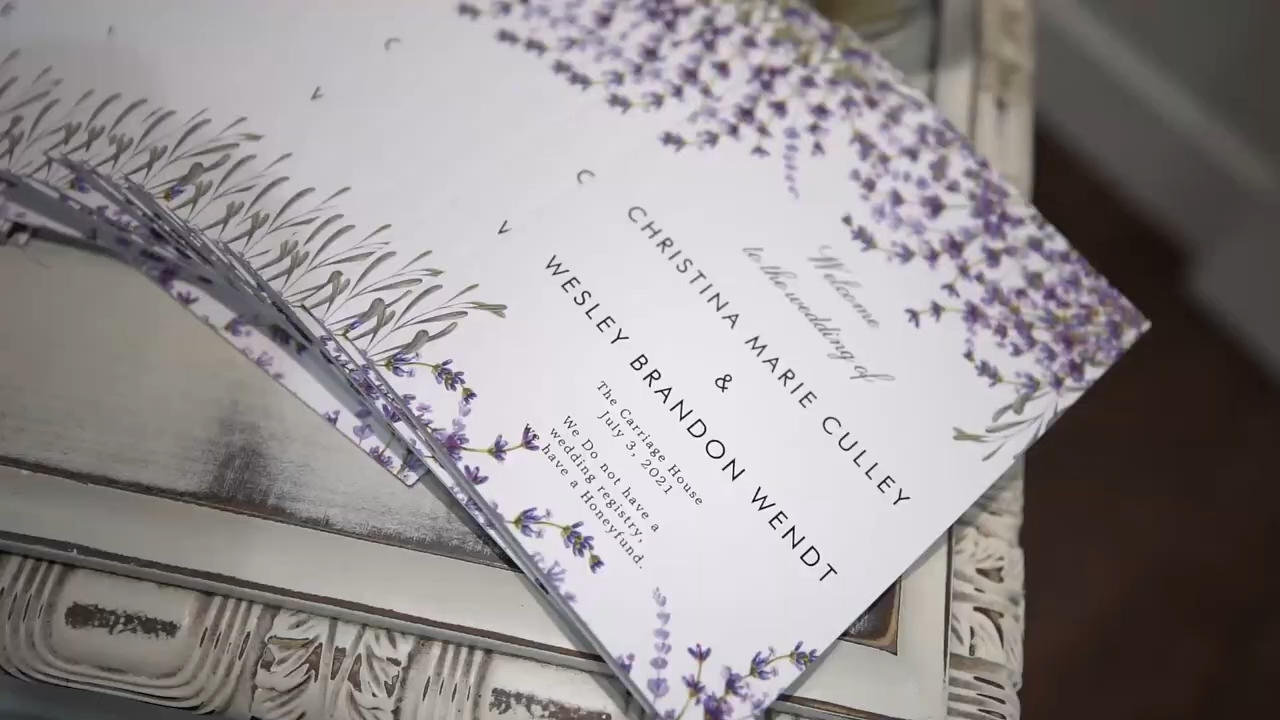 Welcome
to the wedding of
CHRISTINA MARIE CULLEY
&
WESLEY BRANDON WENDT
The Carriage House
July 3, 2021
We Do not have a
wedding registry,
we have a Honeyfund.